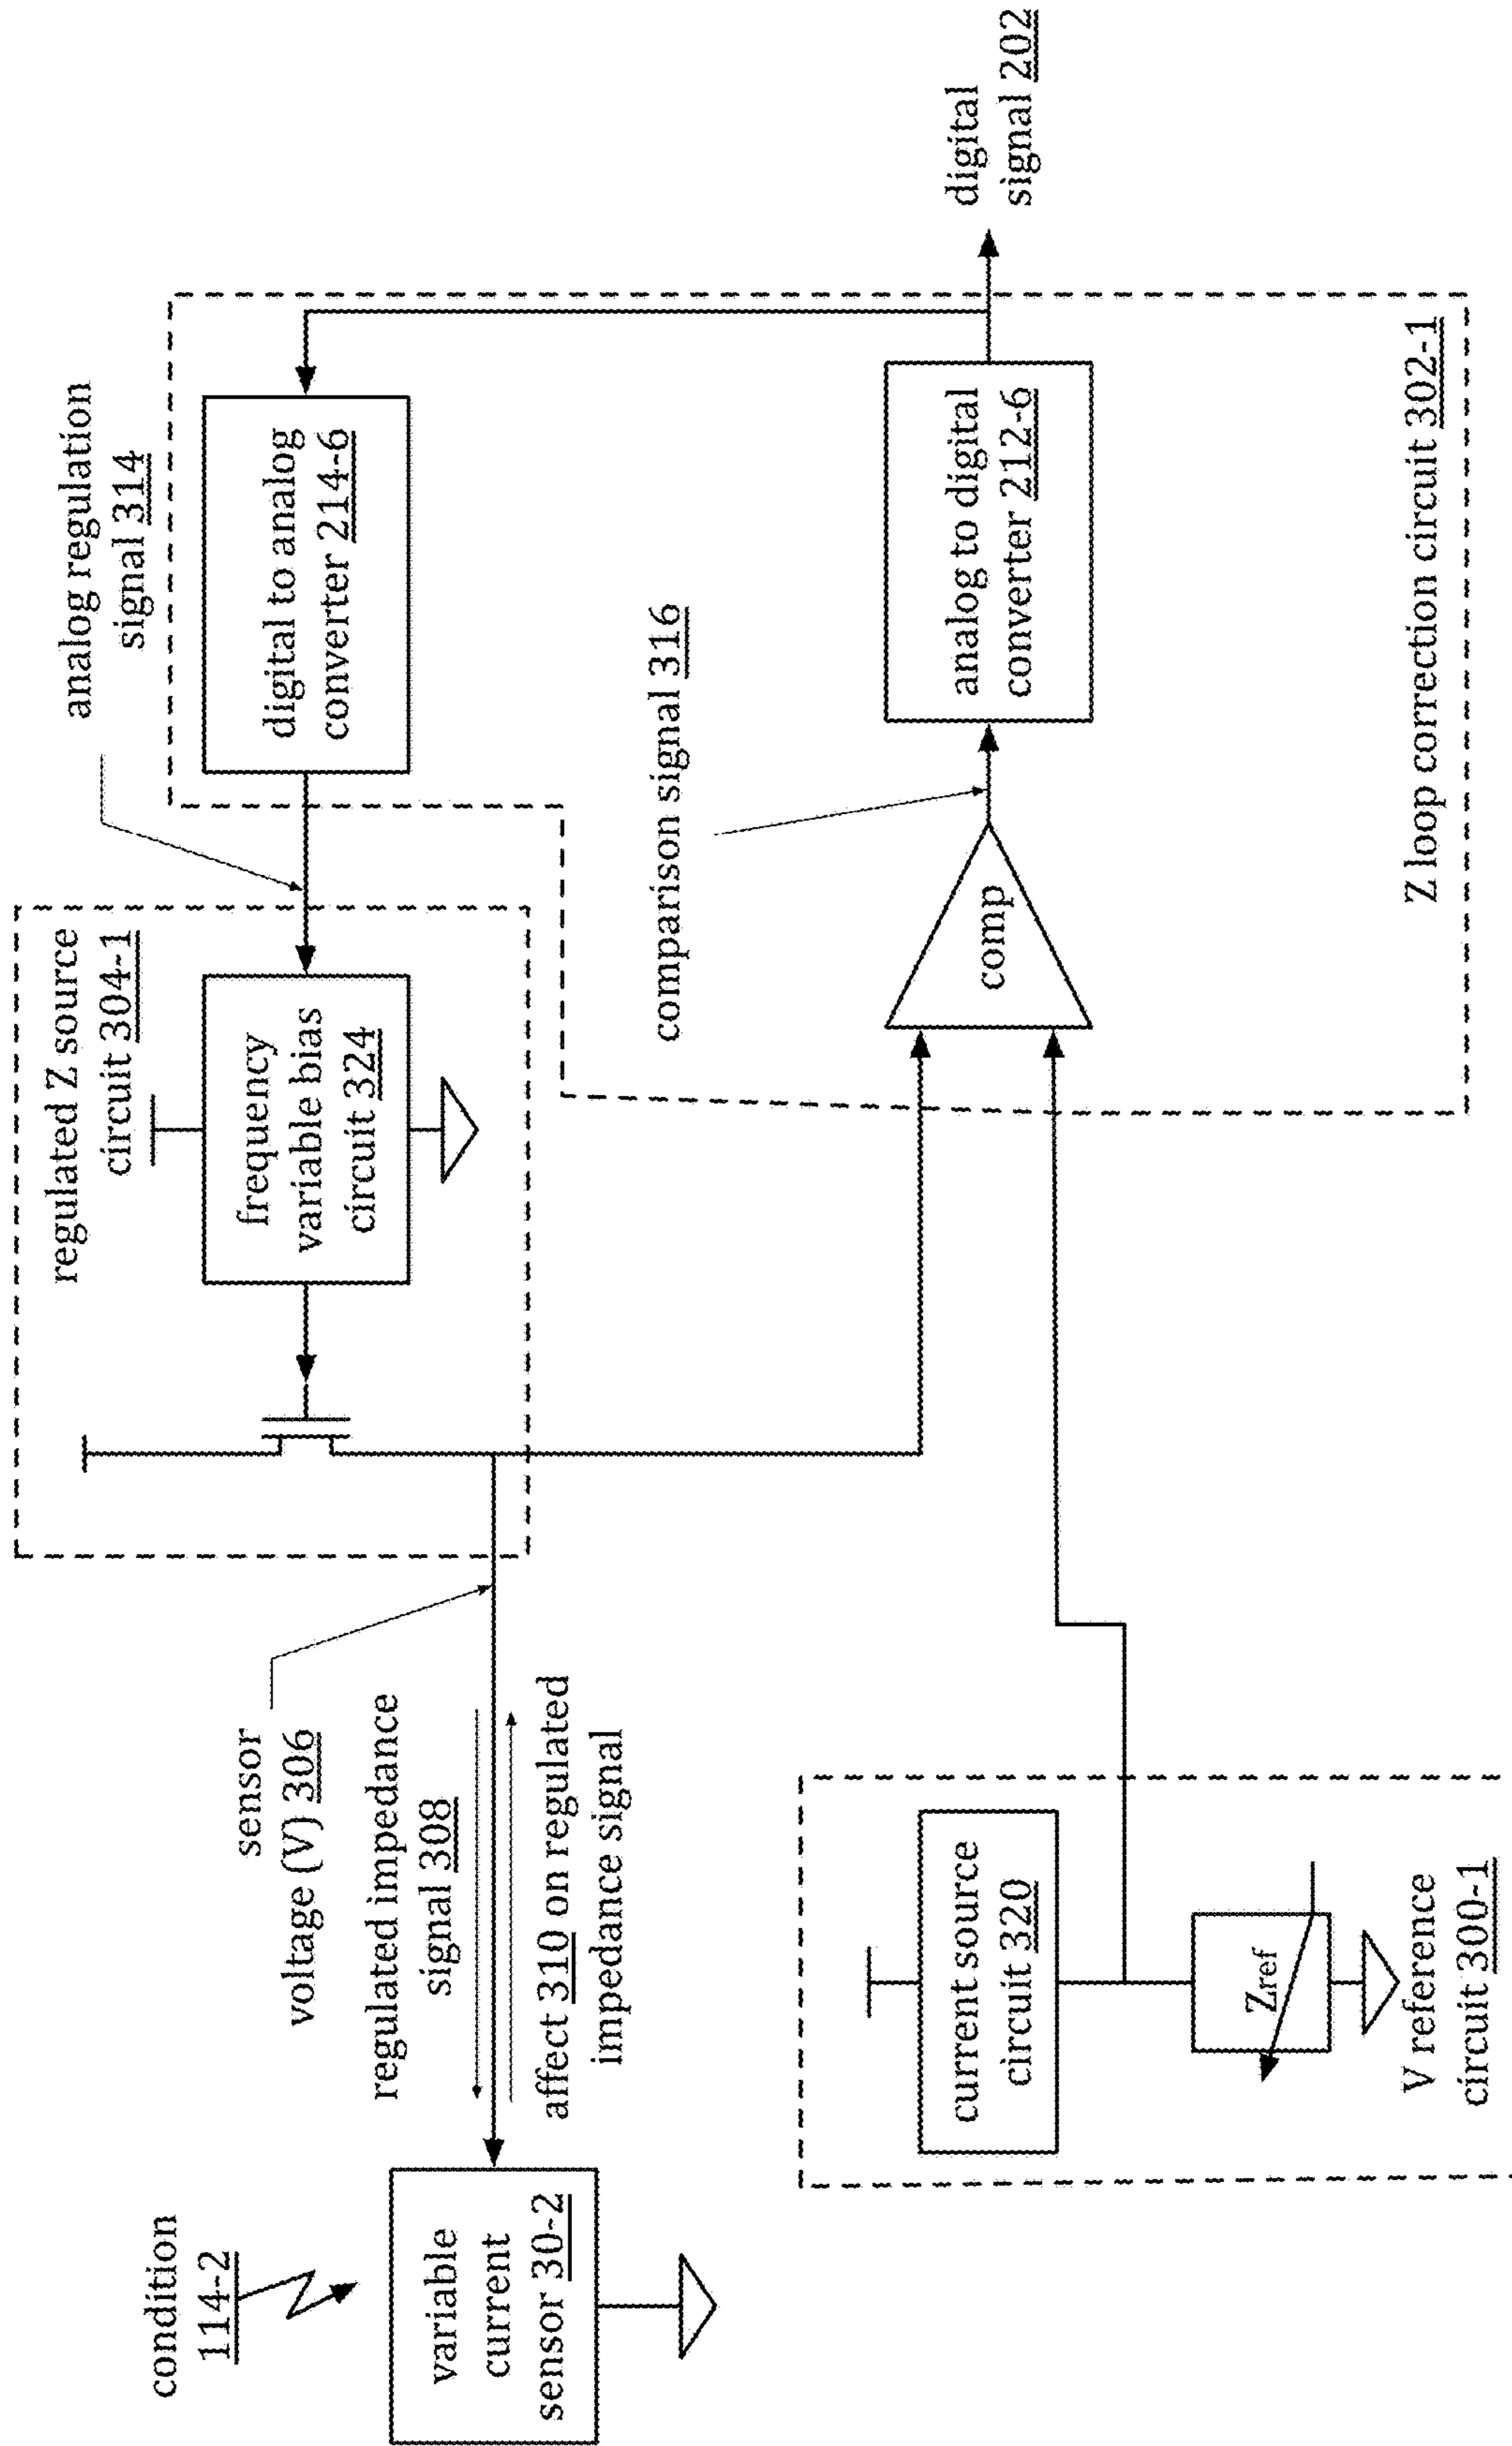 condition
114-2
variable
current
sensor 30-2
sensor
voltage (V) 306
regulated impedance
signal 308
affect 310 on regulated
impedance signal
regulated Z source
circuit 304-1
frequency
variable bias
circuit 324
analog regulation
signal 314
digital to analog
converter 214-6
comparison signal 316
comp
analog to digital
converter 212-6
digital
signal 202
Z loop correction circuit 302-1
current source
circuit 320
Zref
V reference
circuit 300-1